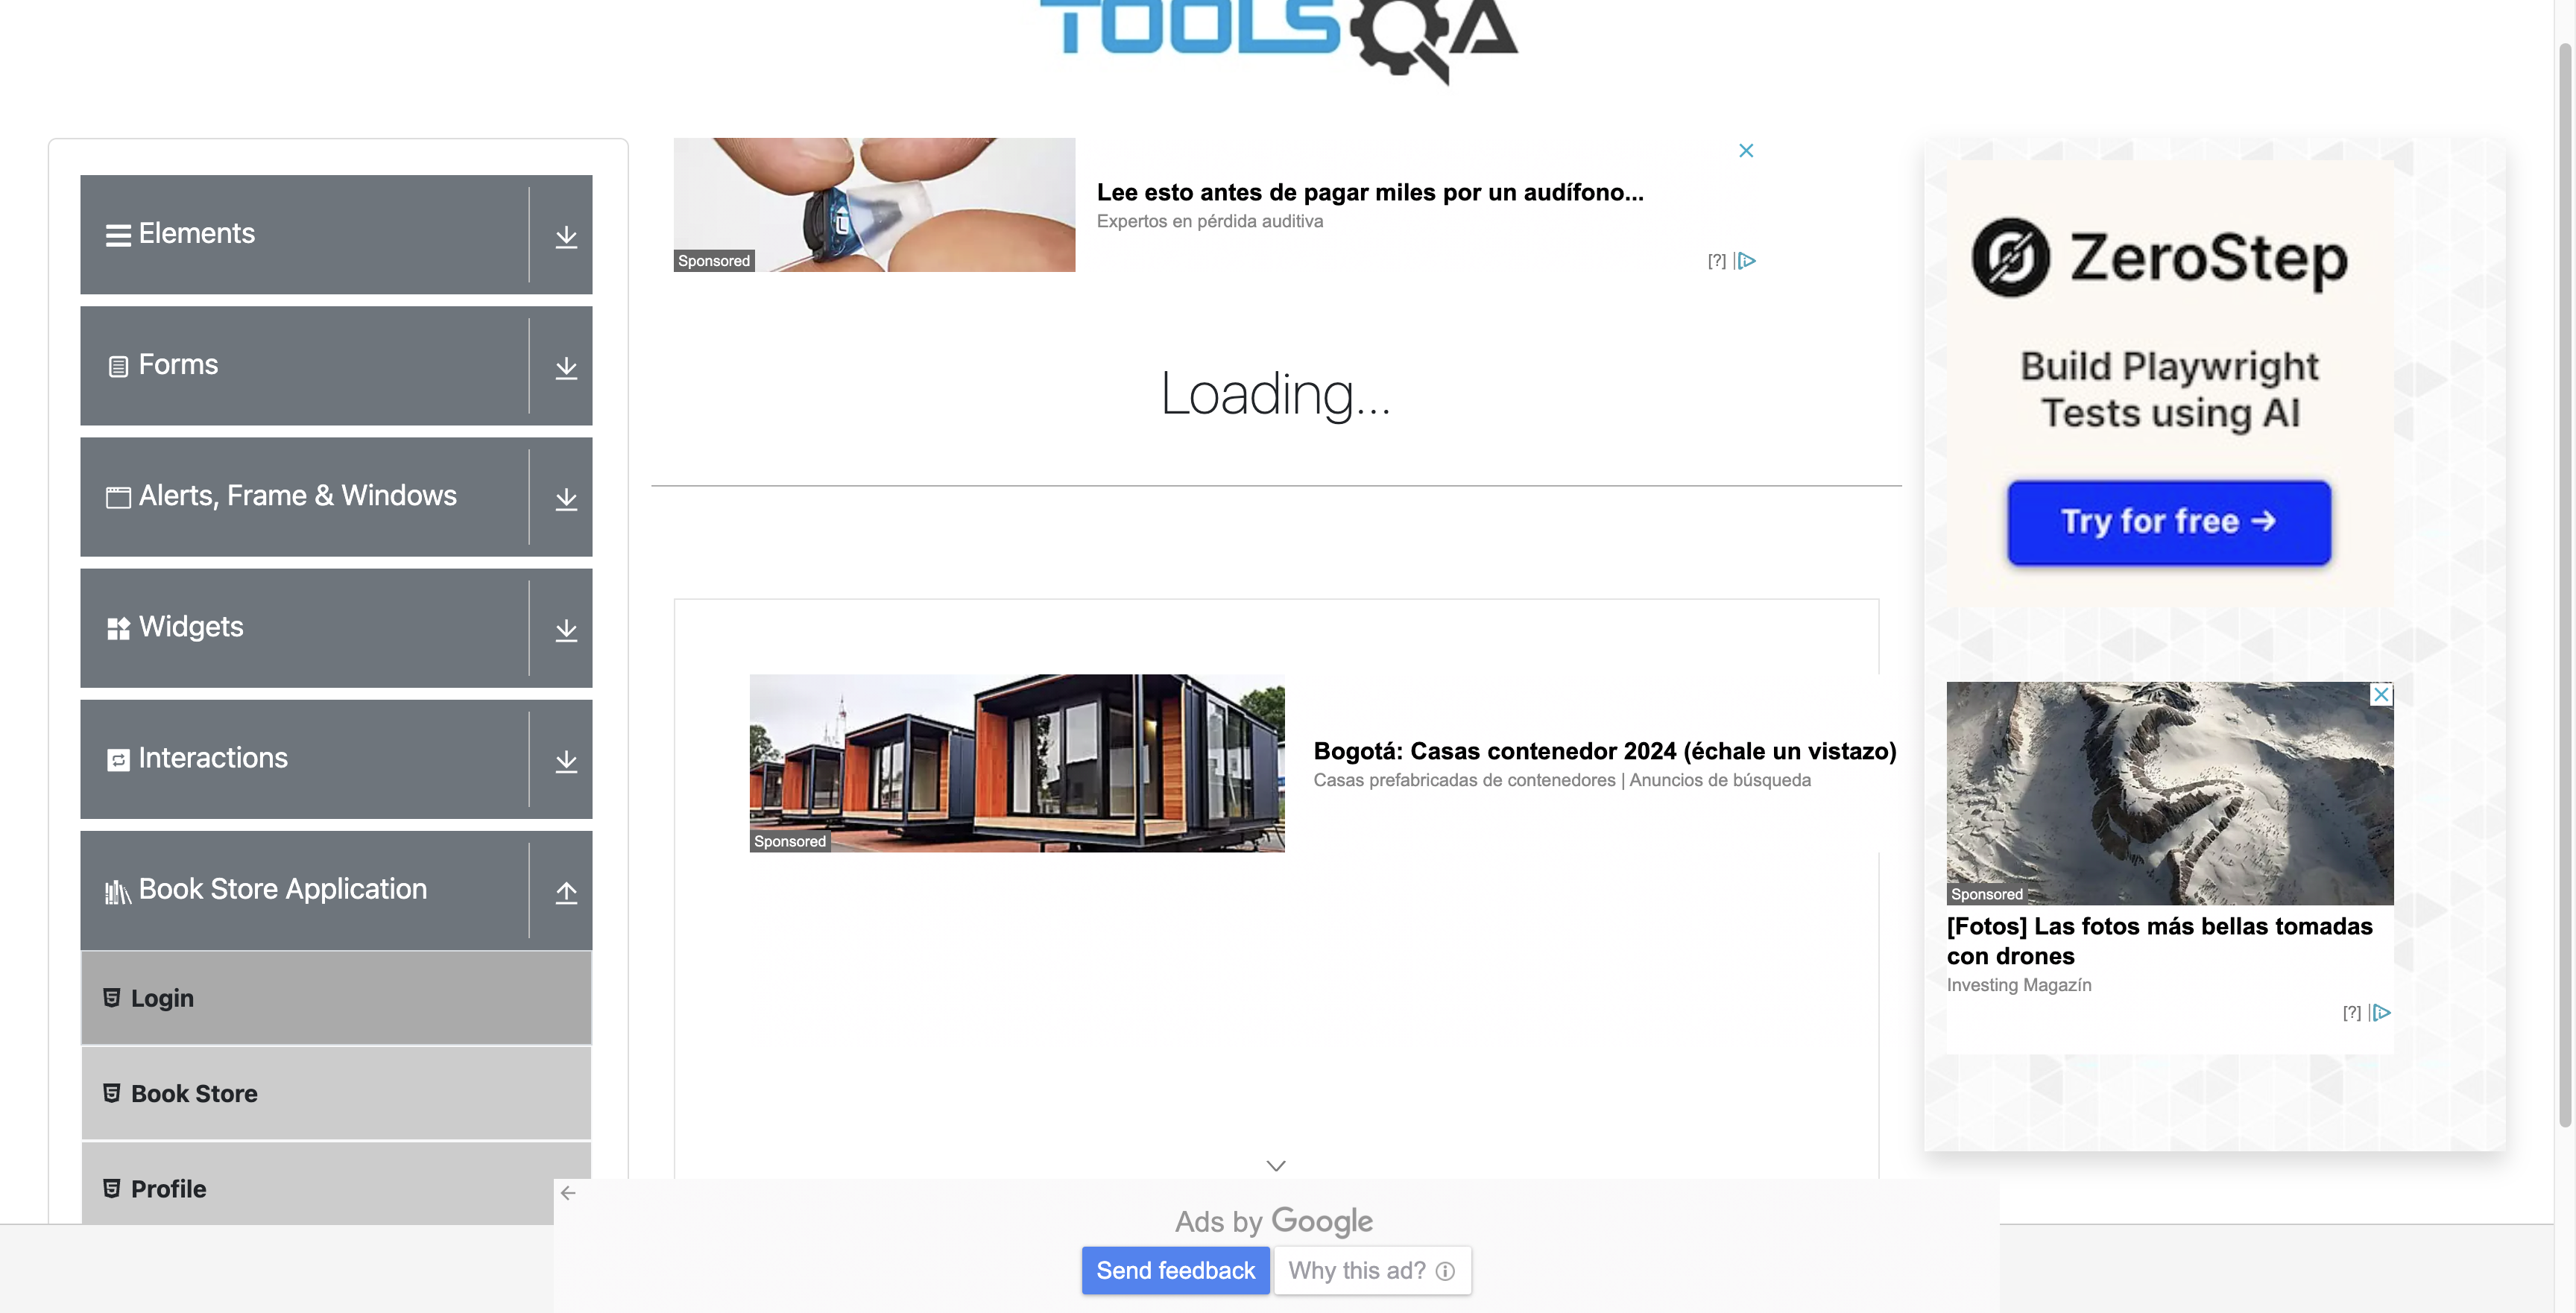 TOOLSQA
Elements
Forms
Alerts, Frame & Windows
Widgets
Interactions
Book Store Application
Login
Book Store
Profile
Lee esto antes de pagar miles por un audífono...
Expertos en pérdida auditiva
Sponsored
[?]
L
Loading...
Bogotá: Casas contenedor 2024 (échale un vistazo)
Casas prefabricadas de contenedores | Anuncios de búsqueda
Sponsored
ZeroStep
Build Playwright
Tests using AI
Try for free →
Sponsored
[Fotos] Las fotos más bellas tomadas
con drones
Investing Magazín
[?]
Ads by Google
Send feedback
Why this ad?